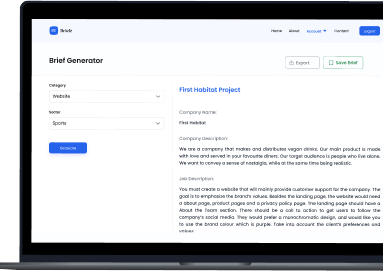 Briefz
Home About Account Contact Logout
Brief Generator
Export Save Brief
Category
Website
Sector
Sports
Generate
First Habitat Project
Company Name:
First Habitat
Company Description:
We are a company that makes and distributes vegan drinks. Our main product is made
with love and served in your favourite diners. Our target audience is people who live alone.
We want to convey a sense of nostalgia, while at the same time being realistic.
Job Description:
You must create a website that will mainly provide customer support for the company. The
goal is to emphasise the brand's values. Besides the landing page, the website would need
a about page, product pages and a privacy policy page. The landing page should have a
About the Team section. There should be a call to action to get users to follow the
company's social media. They would prefer a monochromatic design, and would like you
to use the brand colour which is purple. Take into account the client's preferences and
values.